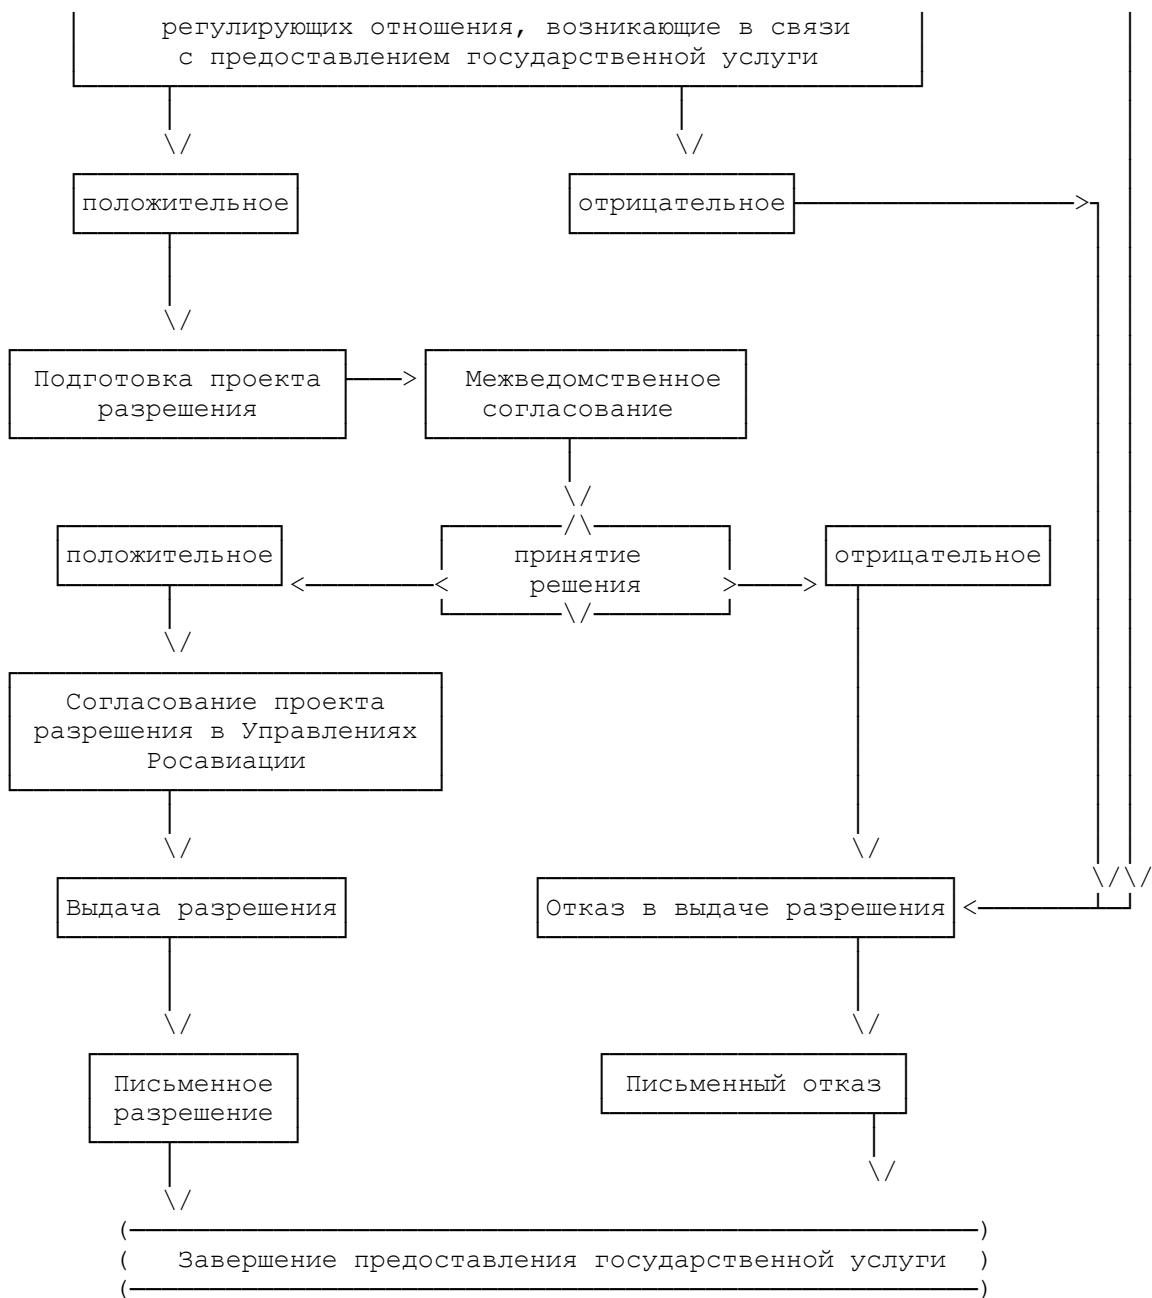 регулирующих отношения, возникающие в связи
с предоставлением государственной услуги
положительное
отрицательное
Подготовка проекта
разрешения
Межведомственное
согласование
положительное
принятие
решения
отрицательное
Согласование проекта
разрешения в Управлениях
Росавиации
Выдача разрешения
Отказ в выдаче разрешения
Письменное
разрешение
Письменный отказ
Завершение предоставления государственной услуги